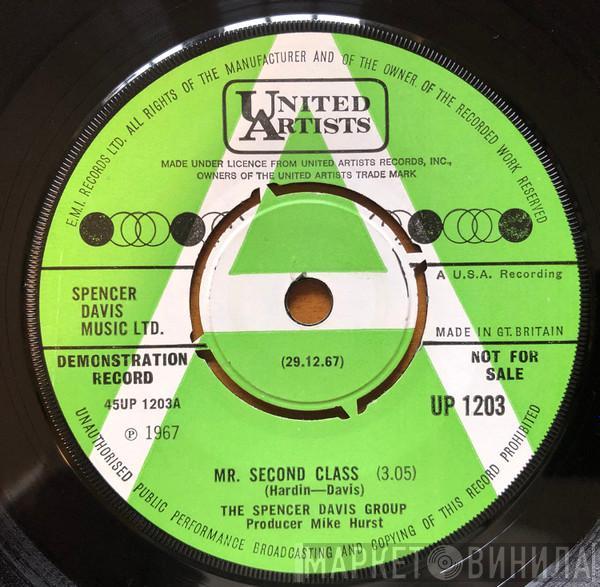 E.M.I. RECORDS LTD. ALL RIGHTS OF THE MANUFACTURER AND OF THE OWNER OF THE RECORDED WORK RESERVED
UNITED
ARTISTS
MADE UNDER LICENCE FROM UNITED ARTISTS RECORDS, INC.,
OWNERS OF THE UNITED ARTISTS TRADE MARK
A U.S.A. Recording
SPENCER
DAVIS
MUSIC LTD.
MADE IN GT. BRITAIN
DEMONSTRATION
RECORD
(29.12.67)
NOT FOR
SALE
45UP 1203A
UP 1203
℗ 1967
MR. SECOND CLASS (3.05)
(Hardin—Davis)
THE SPENCER DAVIS GROUP
Producer Mike Hurst
UNAUTHORISED PUBLIC PERFORMANCE BROADCASTING AND COPYING OF THIS RECORD PROHIBITED
МАРКЕТ ВИНИЛА